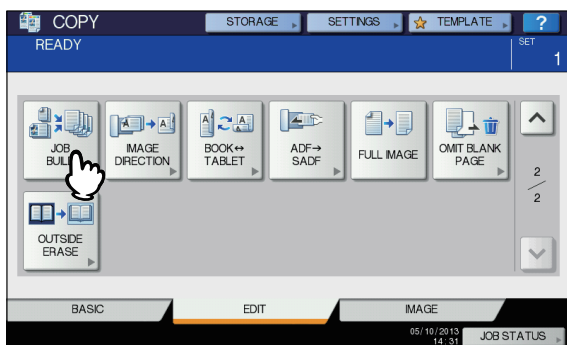 COPY
STORAGE
SETTINGS
TEMPLATE
?
READY
SET
1
JOB
BUIL
IMAGE
DIRECTION
BOOK↔
TABLET
ADF→
SADF
FULL IMAGE
OMIT BLANK
PAGE
2
2
OUTSIDE
ERASE
BASIC
EDIT
IMAGE
05/10/2013
14:31
JOB STATUS